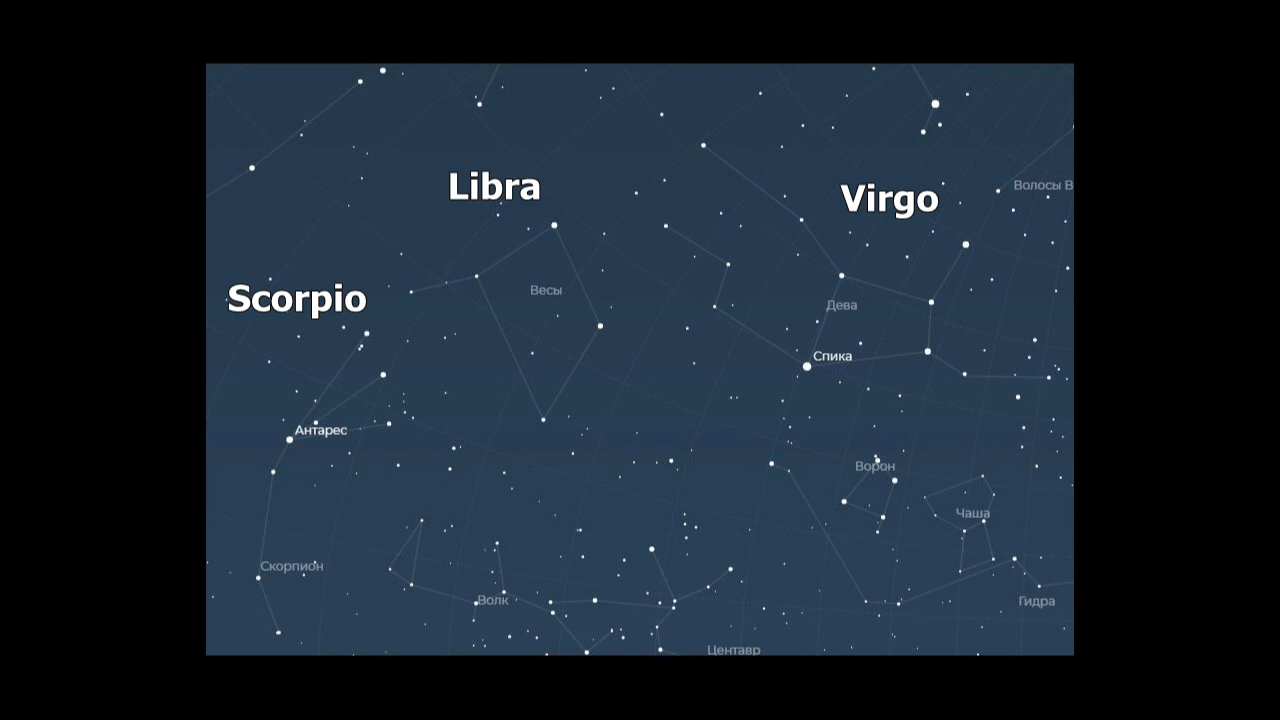 Libra
Virgo
Волосы В
Scorpio
Весы
Дева
Спика
Антарес
Ворон
Чаша
Скорпион
Волк
Гидра
Центавр